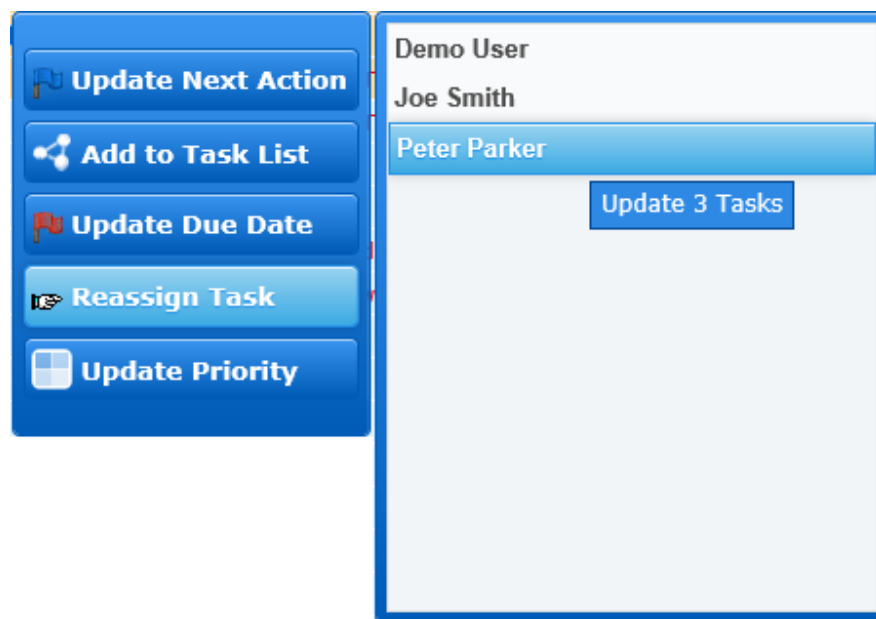 Update Next Action
Add to Task List
Update Due Date
Reassign Task
Update Priority
Demo User
Joe Smith
Peter Parker
Update 3 Tasks